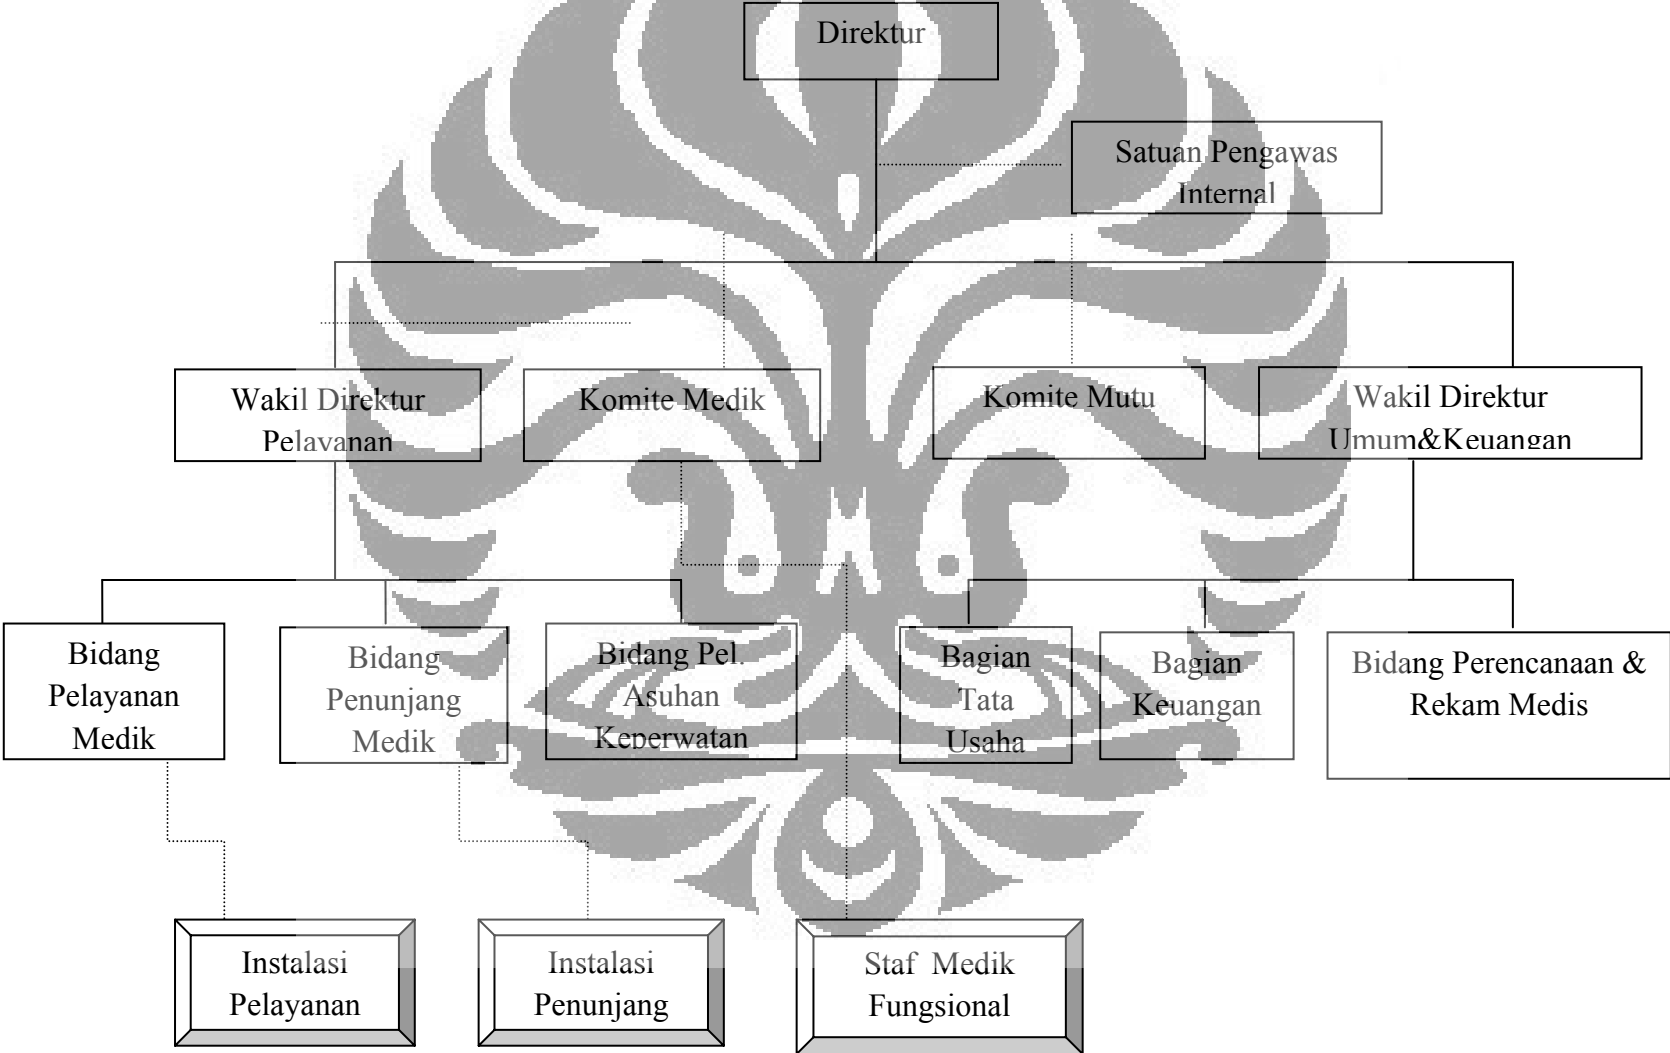 Direktur
Satuan Pengawas
Internal
Wakil Direktur
Pelayanan
Komite Medik
Komite Mutu
Wakil Direktur
Umum&Keuangan
Bidang
Pelayanan
Medik
Bidang
Penunjang
Medik
Bidang Pel.
Asuhan
Keperwatan
Bagian
Tata
Usaha
Bagian
Keuangan
Bidang Perencanaan &
Rekam Medis
Instalasi
Pelayanan
Instalasi
Penunjang
Staf Medik
Fungsional